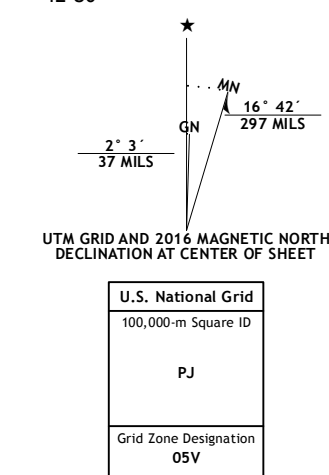 MN
GN
16° 42´
297 MILS
2° 3´
37 MILS
UTM GRID AND 2016 MAGNETIC NORTH
DECLINATION AT CENTER OF SHEET
U.S. National Grid
100,000-m Square ID
PJ
Grid Zone Designation
05V